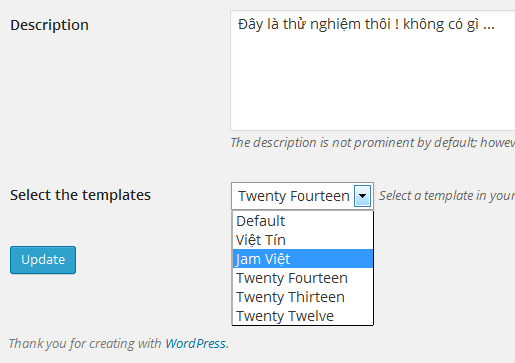 Description
Đây là thử nghiệm thôi ! không có gì ...
The description is not prominent by default;
Select the templates
Twenty Fourteen
Select a template in your
Default
Việt Tín
Jam Việt
Twenty Fourteen
Twenty Thirteen
Twenty Twelve
Update
Thank you for creating with WordPress.